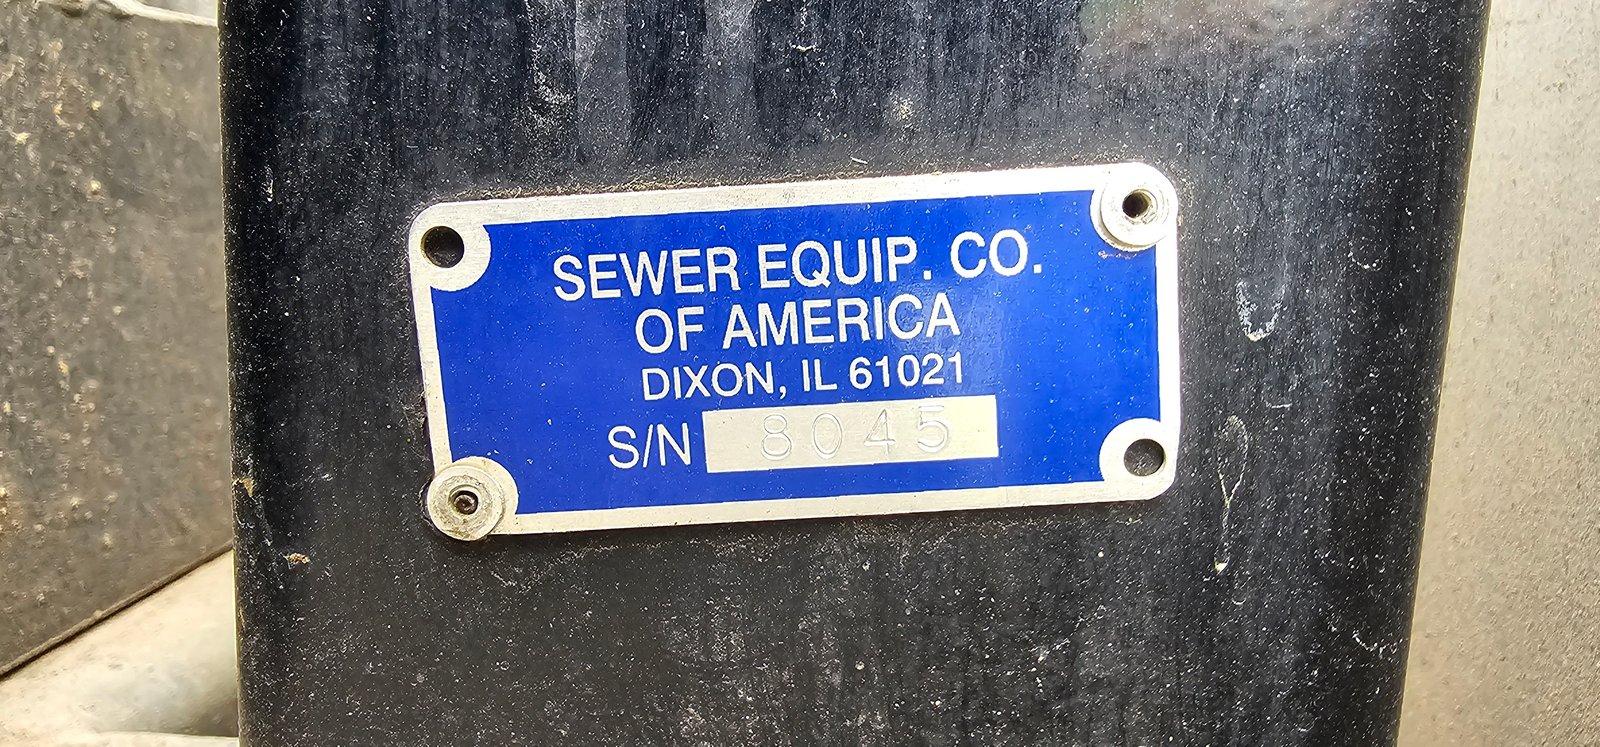 SEWER EQUIP. CO.
OF AMERICA
DIXON, IL 61021
S/N 8045